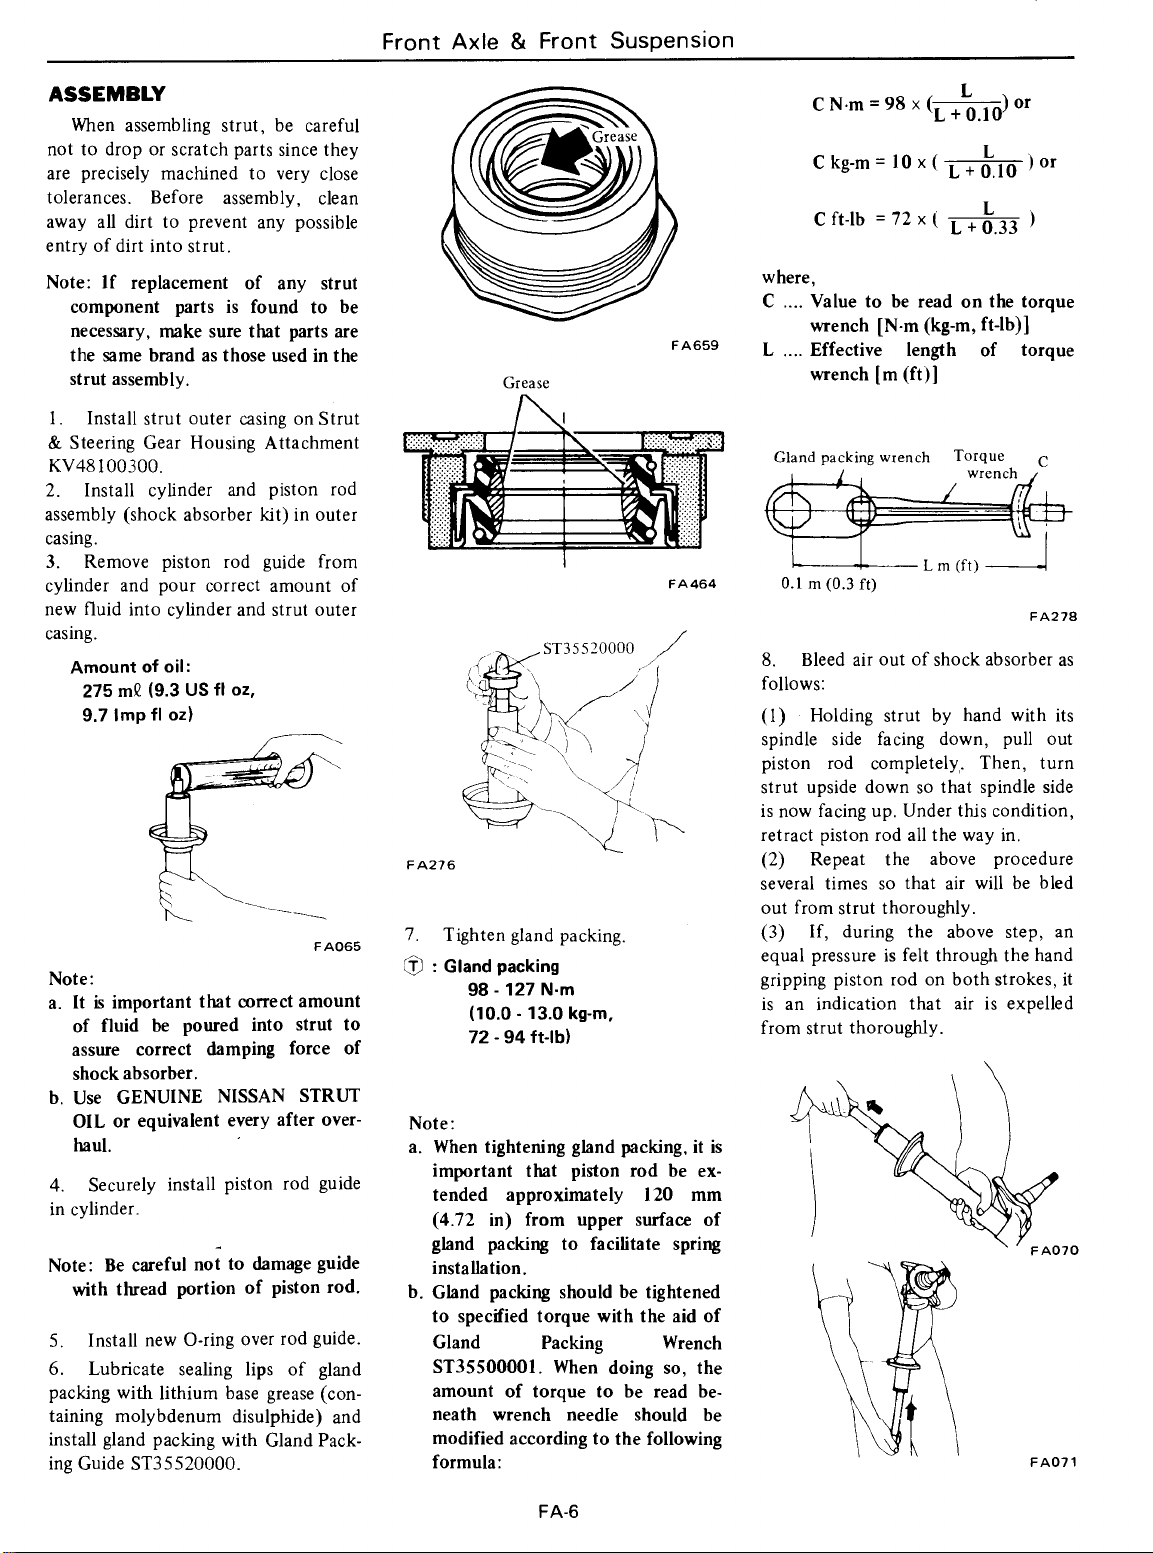 Front Axle & Front Suspension
ASSEMBLY
When assembling strut, be careful
not to drop or scratch parts since they
are precisely machined to very close
tolerances. Before assembly, clean
away all dirt to prevent any possible
entry of dirt into strut.
Note: If replacement of any strut
component parts is found to be
necessary, make sure that parts are
the same brand as those used in the
strut assembly.
1. Install strut outer casing on Strut
& Steering Gear Housing Attachment
KV48100300.
2. Install cylinder and piston rod
assembly (shock absorber kit) in outer
casing.
3. Remove piston rod guide from
cylinder and pour correct amount of
new fluid into cylinder and strut outer
casing.
Amount of oil:
275 mℓ (9.3 US fl oz,
9.7 Imp fl oz)
FA065
Note:
a. It is important that correct amount
of fluid be poured into strut to
assure correct damping force of
shock absorber.
b. Use GENUINE NISSAN STRUT
OIL or equivalent every after over-
haul.
4. Securely install piston rod guide
in cylinder.
Note: Be careful not to damage guide
with thread portion of piston rod.
5. Install new O-ring over rod guide.
6. Lubricate sealing lips of gland
packing with lithium base grease (con-
taining molybdenum disulphide) and
install gland packing with Gland Pack-
ing Guide ST35520000.
Grease
FA659
Grease
FA464
ST35520000
FA276
7. Tighten gland packing.
Ⓣ : Gland packing
98 - 127 N·m
(10.0 - 13.0 kg-m,
72 - 94 ft-lb)
Note:
a. When tightening gland packing, it is
important that piston rod be ex-
tended approximately 120 mm
(4.72 in) from upper surface of
gland packing to facilitate spring
installation.
b. Gland packing should be tightened
to specified torque with the aid of
Gland Packing Wrench
ST35500001. When doing so, the
amount of torque to be read be-
neath wrench needle should be
modified according to the following
formula:
C N·m = 98 x (L / L + 0.10) or
C kg-m = 10 x ( L / L + 0.10 ) or
C ft-lb = 72 x ( L / L + 0.33 )
where,
C .... Value to be read on the torque
wrench [N·m (kg-m, ft-lb)]
L .... Effective length of torque
wrench [m (ft)]
Gland packing wrench Torque C
wrench
L m (ft)
0.1 m (0.3 ft)
FA278
8. Bleed air out of shock absorber as
follows:
(1) Holding strut by hand with its
spindle side facing down, pull out
piston rod completely. Then, turn
strut upside down so that spindle side
is now facing up. Under this condition,
retract piston rod all the way in.
(2) Repeat the above procedure
several times so that air will be bled
out from strut thoroughly.
(3) If, during the above step, an
equal pressure is felt through the hand
gripping piston rod on both strokes, it
is an indication that air is expelled
from strut thoroughly.
FA070
FA071
FA-6